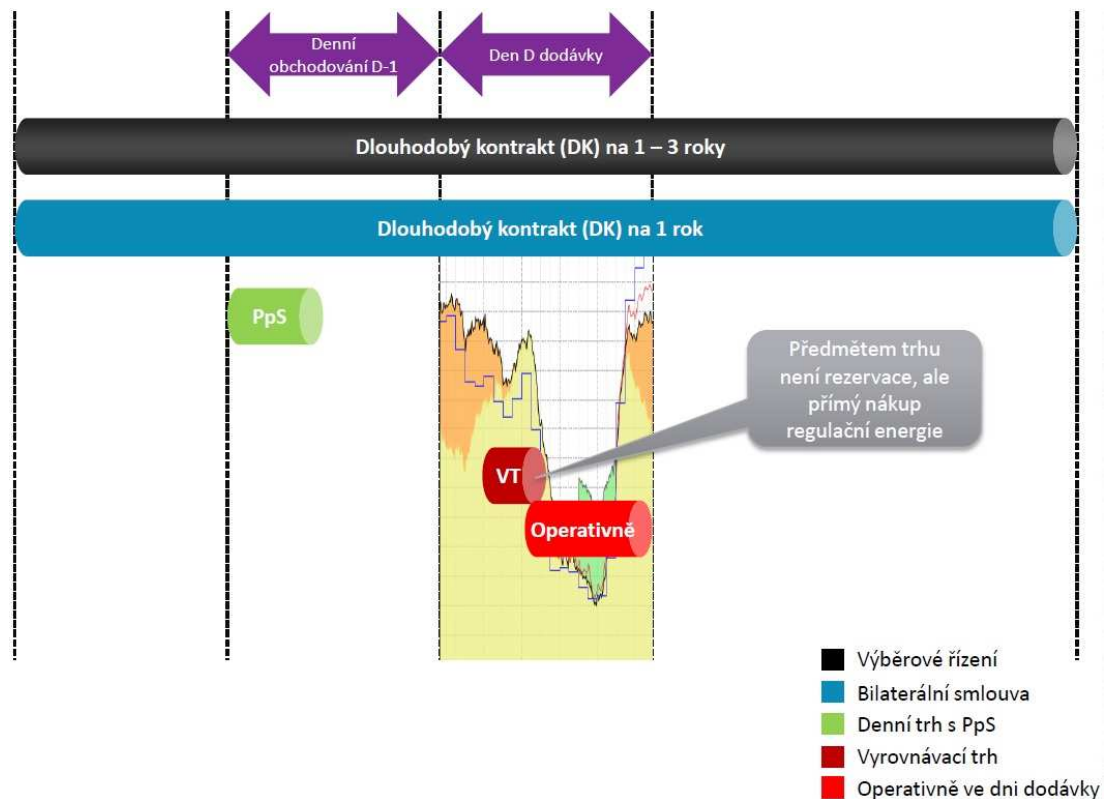 Denní
obchodování D-1
Den D dodávky
Dlouhodobý kontrakt (DK) na 1 – 3 roky
Dlouhodobý kontrakt (DK) na 1 rok
PpS
Předmětem trhu
není rezervace, ale
přímý nákup
regulační energie
VT
Operativně
Výběrové řízení
Bilaterální smlouva
Denní trh s PpS
Vyrovnávací trh
Operativně ve dni dodávky